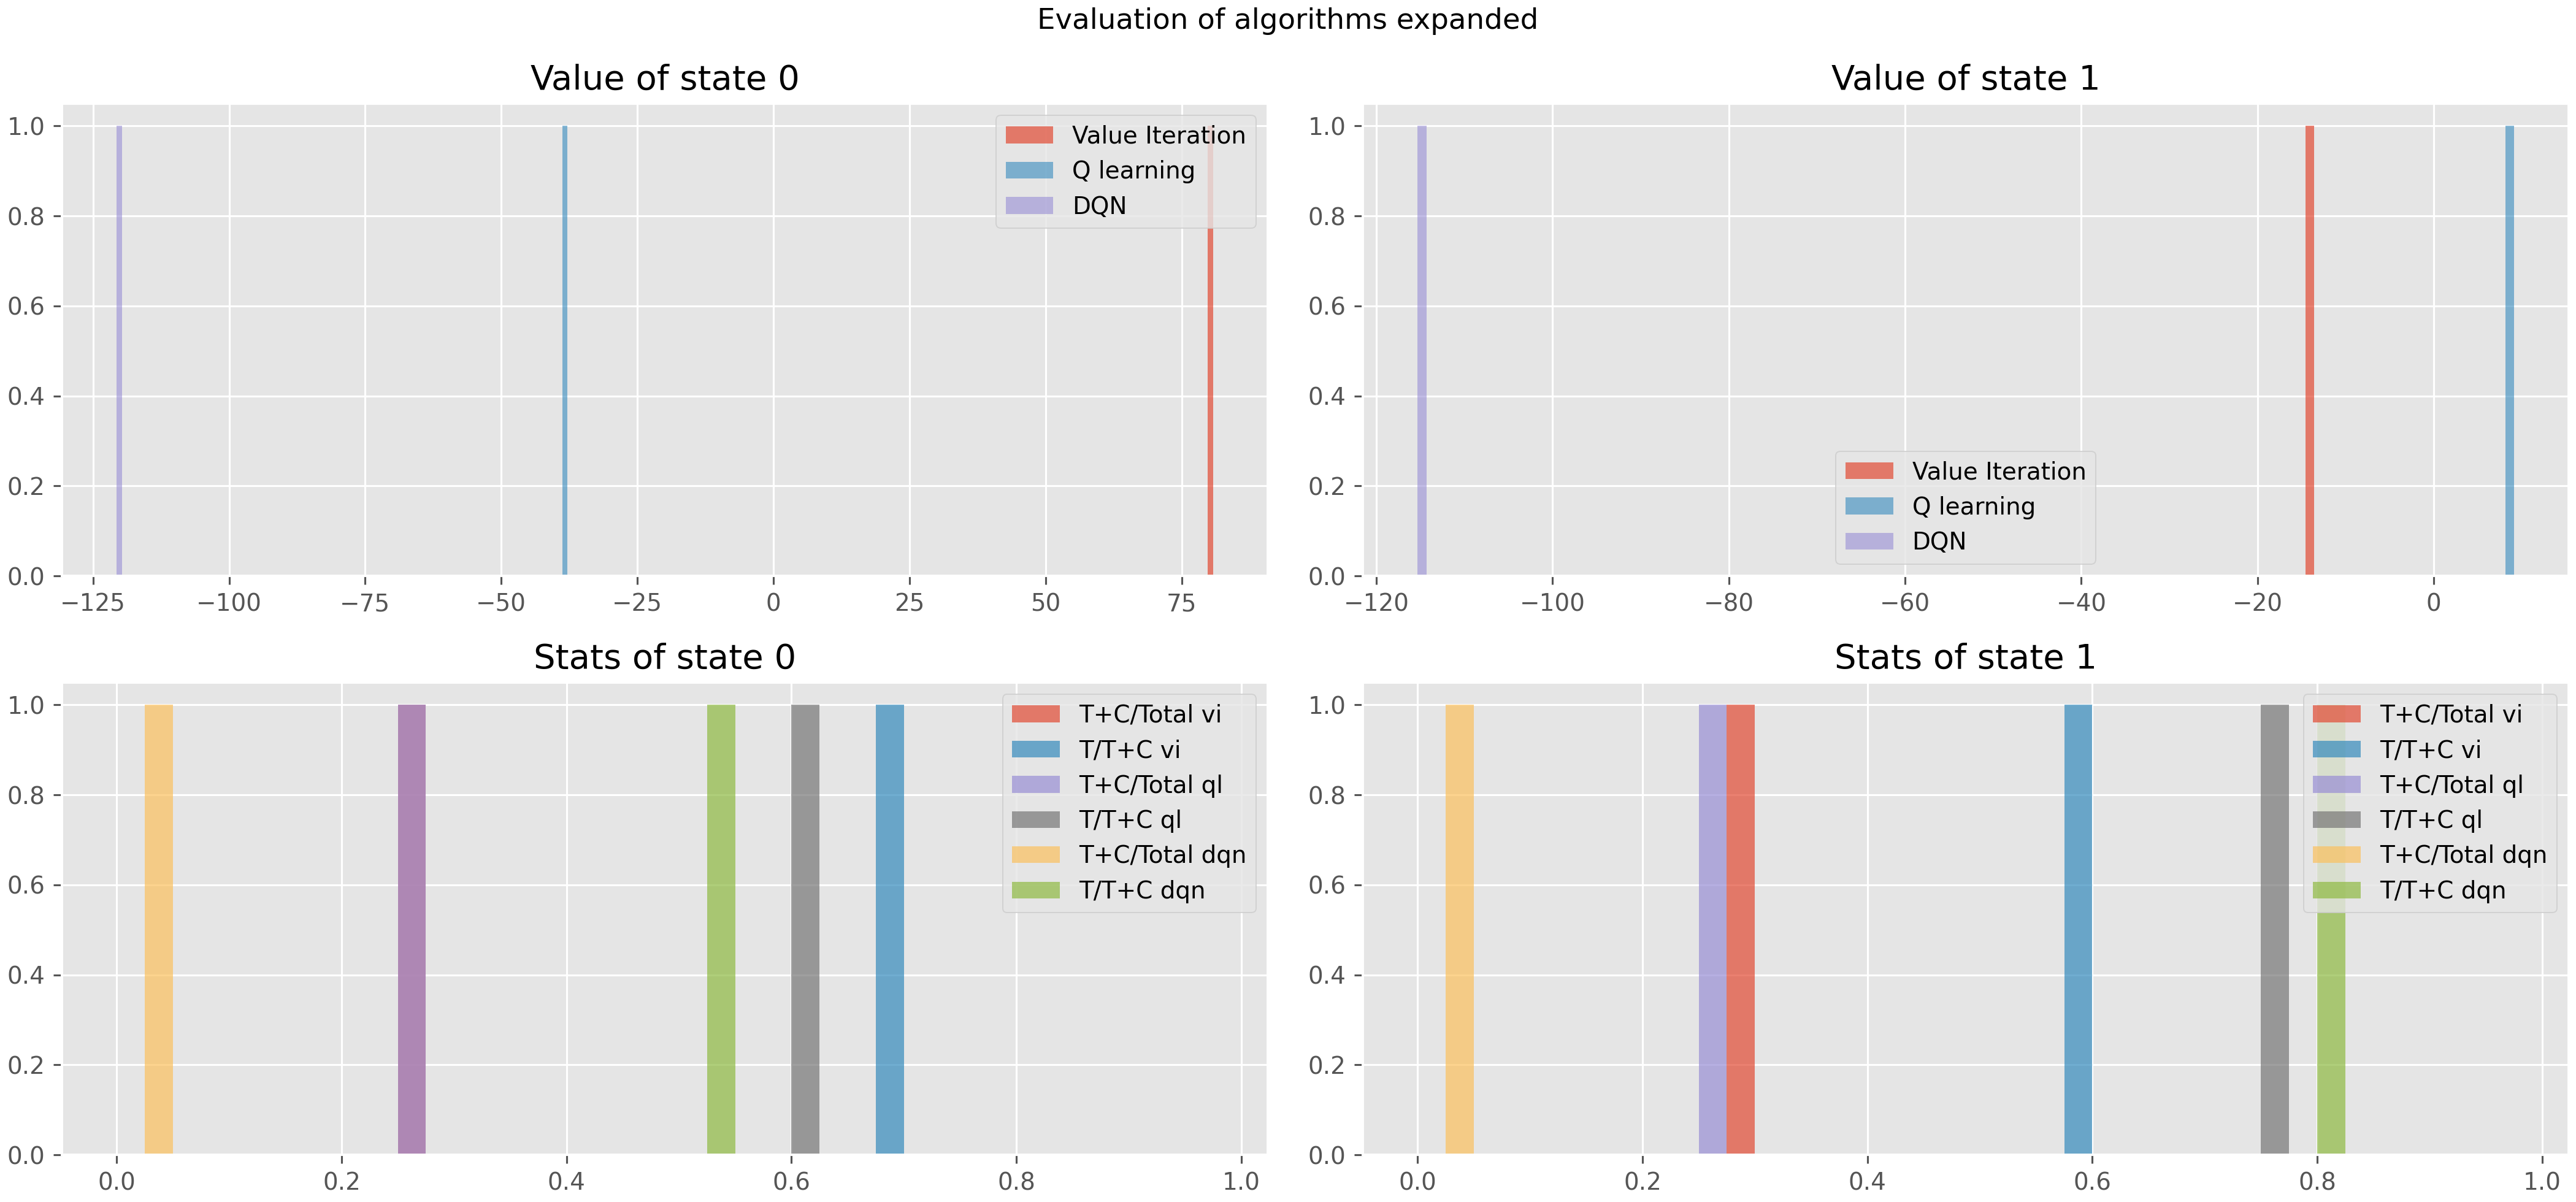 Evaluation of algorithms expanded
Value of state 0
1.0
0.8
0.6
0.4
0.2
0.0
−125 −100 −75 −50 −25 0 25 50 75
Value Iteration
Q learning
DQN
Value of state 1
1.0
0.8
0.6
0.4
0.2
0.0
−120 −100 −80 −60 −40 −20 0
Value Iteration
Q learning
DQN
Stats of state 0
1.0
0.8
0.6
0.4
0.2
0.0
0.0 0.2 0.4 0.6 0.8 1.0
T+C/Total vi
T/T+C vi
T+C/Total ql
T/T+C ql
T+C/Total dqn
T/T+C dqn
Stats of state 1
1.0
0.8
0.6
0.4
0.2
0.0
0.0 0.2 0.4 0.6 0.8 1.0
T+C/Total vi
T/T+C vi
T+C/Total ql
T/T+C ql
T+C/Total dqn
T/T+C dqn